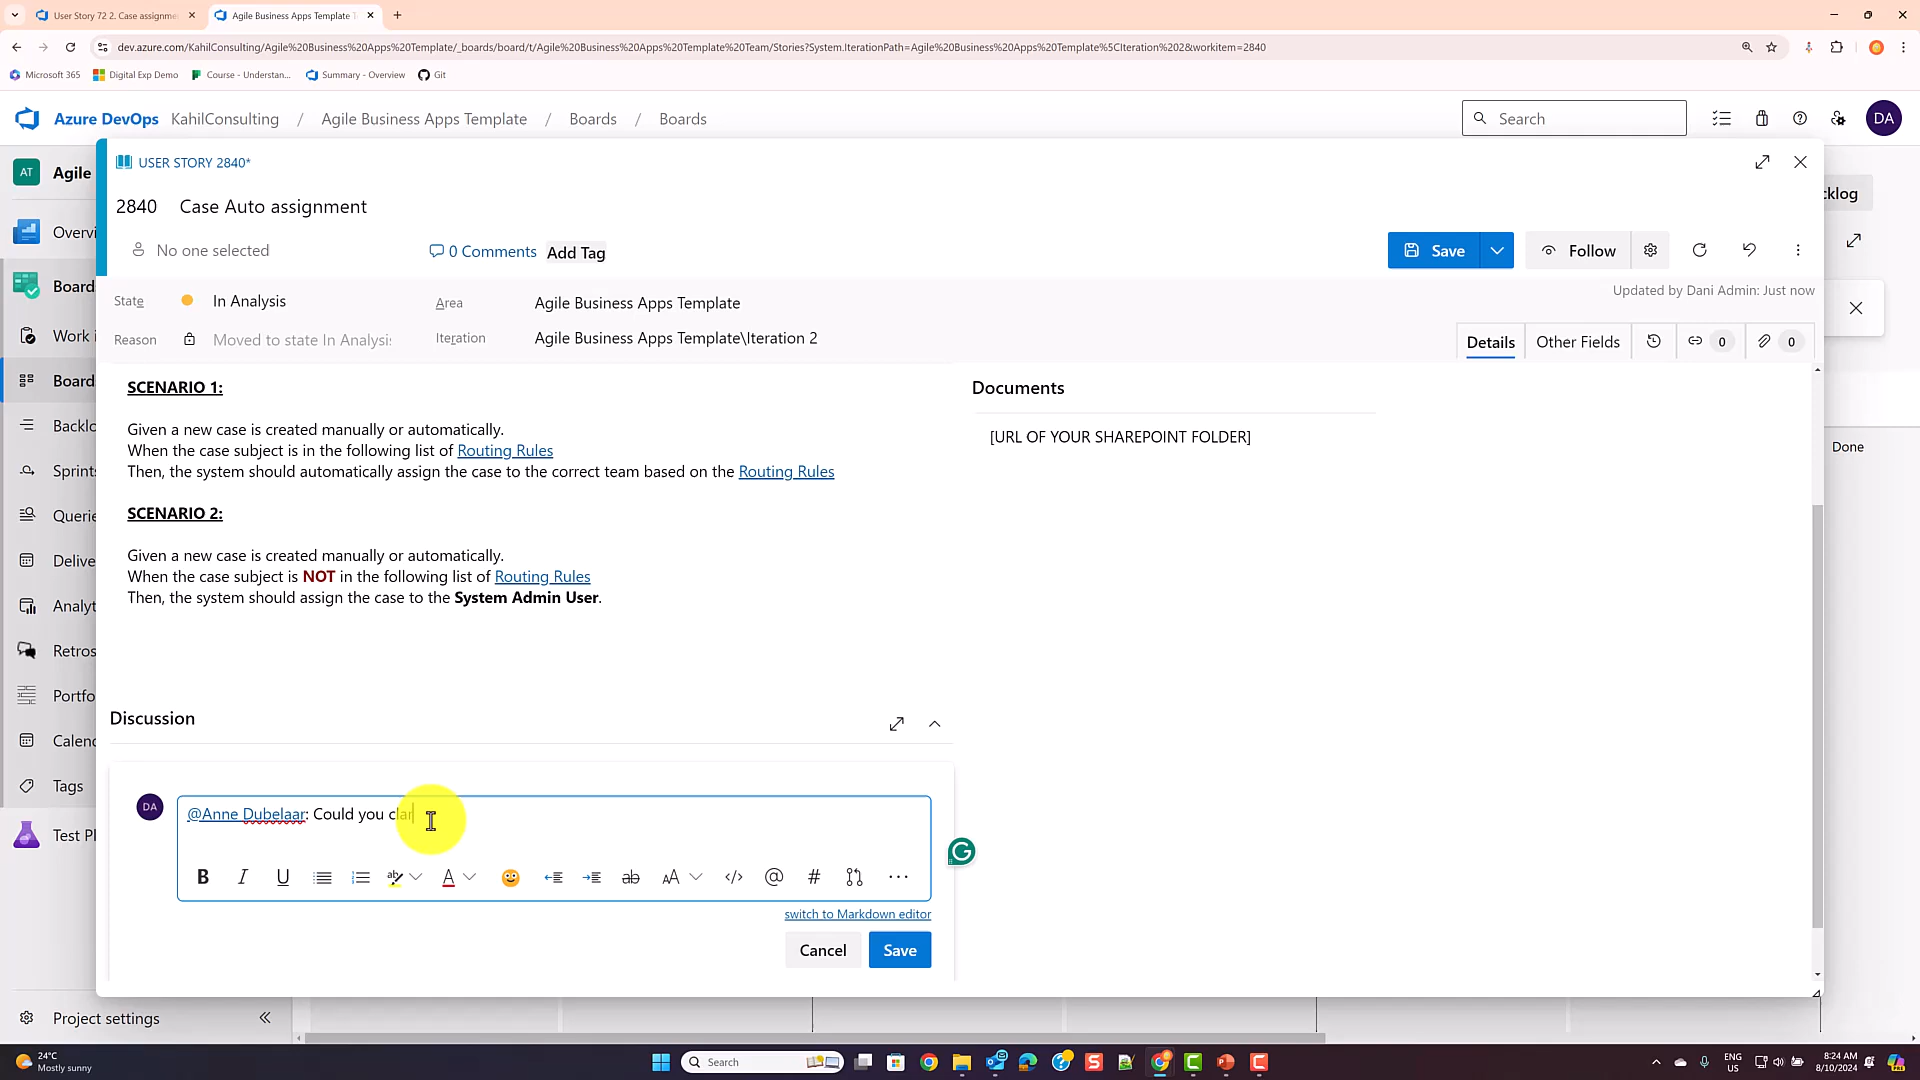 User Story 72 2. Case assignme
Agile Business Apps Template T
dev.azure.com/KahilConsulting/Agile%20Business%20Apps%20Template/_boards/board/t/Agile%20Business%20Apps%20Template%20Team/Stories?System.IterationPath=Agile%20Business%20Apps%20Template%5CIteration%202&workitem=2840
Microsoft 365
Digital Exp Demo
Course - Understan...
Summary - Overview
Git
Azure DevOps
KahilConsulting / Agile Business Apps Template / Boards / Boards
Search
DA
AT
Agile
Overvi
Board
Work i
Board
Backlo
Sprints
Querie
Delive
Analyt
Retros
Portfo
Calend
Tags
Test Pl
Project settings
USER STORY 2840*
2840 Case Auto assignment
No one selected
0 Comments
Add Tag
Save
Follow
State
In Analysis
Area
Agile Business Apps Template
Updated by Dani Admin: Just now
Reason
Moved to state In Analysi
Iteration
Agile Business Apps Template\Iteration 2
Details
Other Fields
0
0
cklog
Done
SCENARIO 1:
Given a new case is created manually or automatically.
When the case subject is in the following list of Routing Rules
Then, the system should automatically assign the case to the correct team based on the Routing Rules
SCENARIO 2:
Given a new case is created manually or automatically.
When the case subject is NOT in the following list of Routing Rules
Then, the system should assign the case to the System Admin User.
Documents
[URL OF YOUR SHAREPOINT FOLDER]
Discussion
DA
@Anne Dubelaar: Could you clar
switch to Markdown editor
Cancel
Save
24°C
Mostly sunny
Search
ENG
US
8:24 AM
8/10/2024